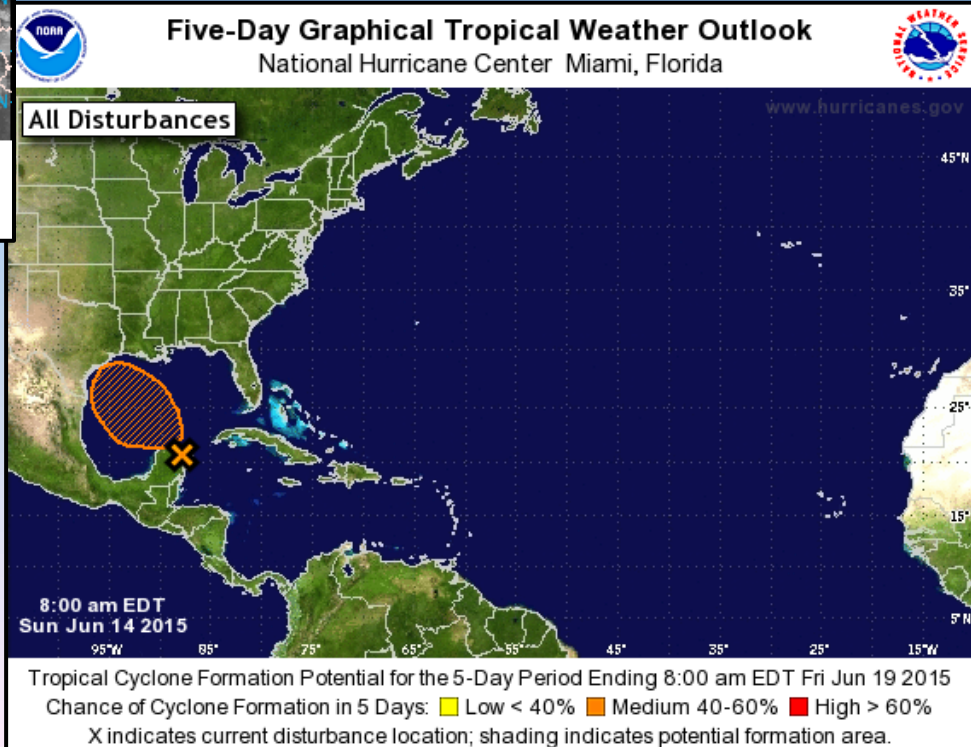 Five-Day Graphical Tropical Weather Outlook
National Hurricane Center Miami, Florida
NOAA
NATIONAL WEATHER SERVICE
All Disturbances
www.hurricanes.gov
45°N
35°
25°
15°
5°N
8:00 am EDT
Sun Jun 14 2015
95°W 85° 75° 65° 55° 45° 35° 25° 15°W
Tropical Cyclone Formation Potential for the 5-Day Period Ending 8:00 am EDT Fri Jun 19 2015
Chance of Cyclone Formation in 5 Days: Low < 40% Medium 40-60% High > 60%
X indicates current disturbance location; shading indicates potential formation area.